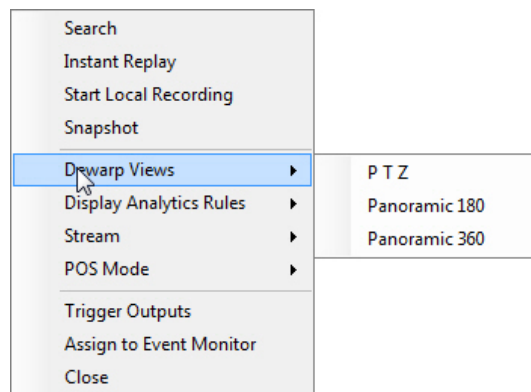 Search
Instant Replay
Start Local Recording
Snapshot
Dewarp Views
Display Analytics Rules
Stream
POS Mode
Trigger Outputs
Assign to Event Monitor
Close
P T Z
Panoramic 180
Panoramic 360